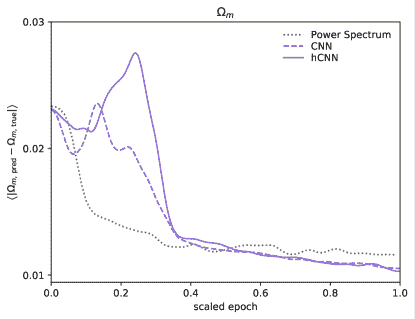 Ωm
0.03
0.02
0.01
⟨|Ωm, pred − Ωm, true|⟩
Power Spectrum
CNN
hCNN
0.0 0.2 0.4 0.6 0.8 1.0
scaled epoch